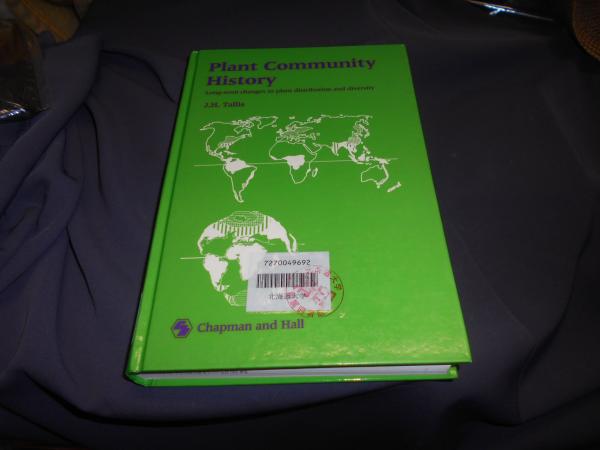 Plant Community
History
Long-term changes in plant distribution and diversity
J.H. Tallis
7270049692
北海道大学
Chapman and Hall